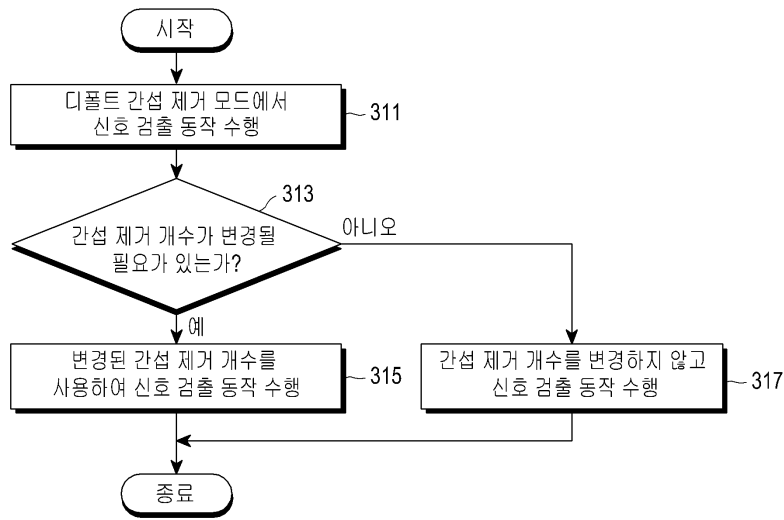 시작
디폴트 간섭 제거 모드에서
신호 검출 동작 수행
311
313
간섭 제거 개수가 변경될
필요가 있는가?
아니오
예
변경된 간섭 제거 개수를
사용하여 신호 검출 동작 수행
315
간섭 제거 개수를 변경하지 않고
신호 검출 동작 수행
317
종료